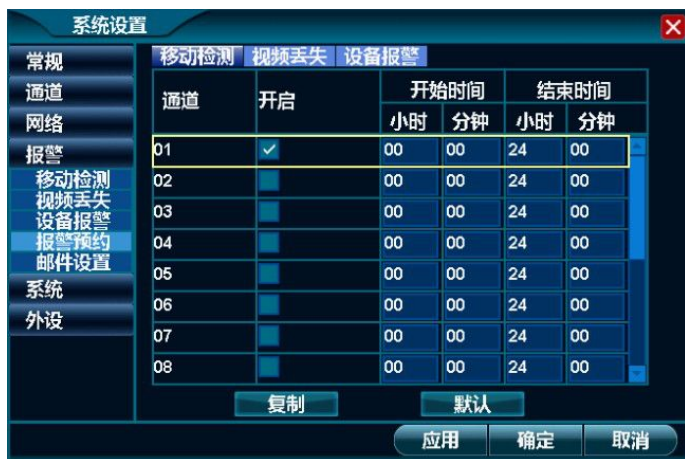 系统设置
常规
通道
网络
报警
移动检测
视频丢失
设备报警
报警预约
邮件设置
系统
外设
移动检测 视频丢失 设备报警
通道 开启 开始时间 结束时间
小时 分钟 小时 分钟
01 00 00 24 00
02 00 00 24 00
03 00 00 24 00
04 00 00 24 00
05 00 00 24 00
06 00 00 24 00
07 00 00 24 00
08 00 00 24 00
复制 默认
应用 确定 取消